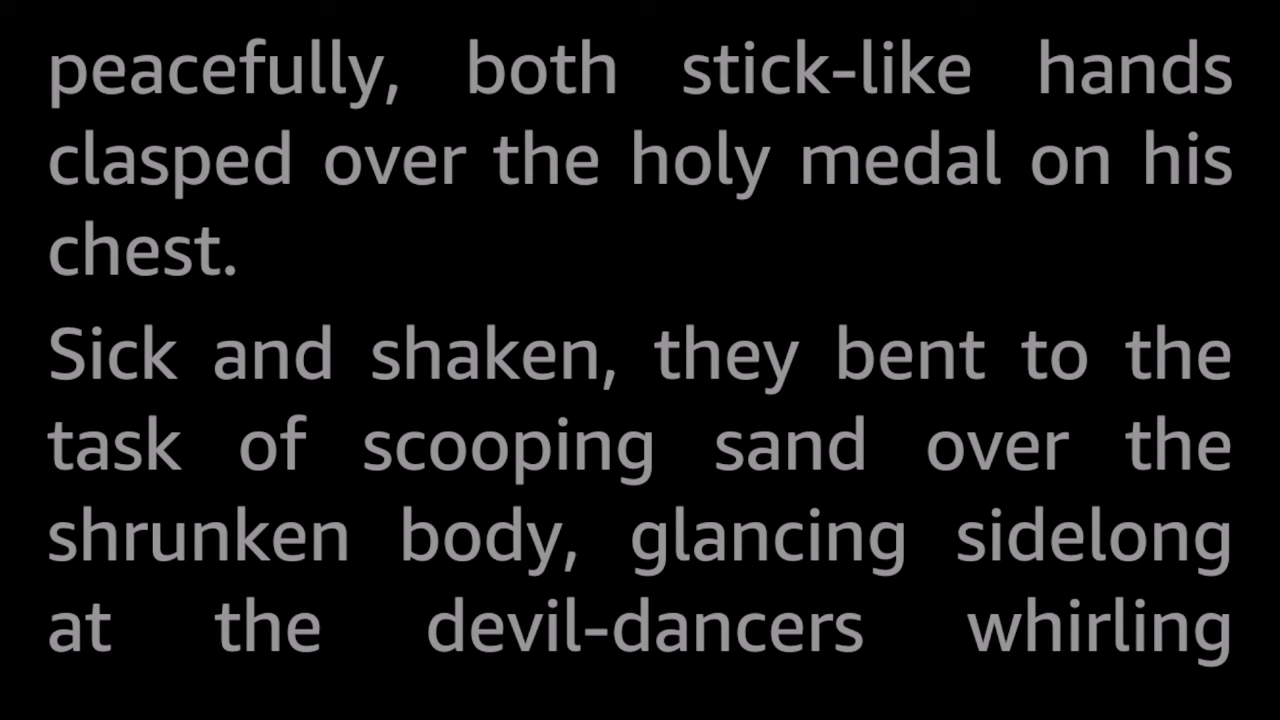 peacefully, both stick-like hands
clasped over the holy medal on his
chest.
Sick and shaken, they bent to the
task of scooping sand over the
shrunken body, glancing sidelong
at the devil-dancers whirling